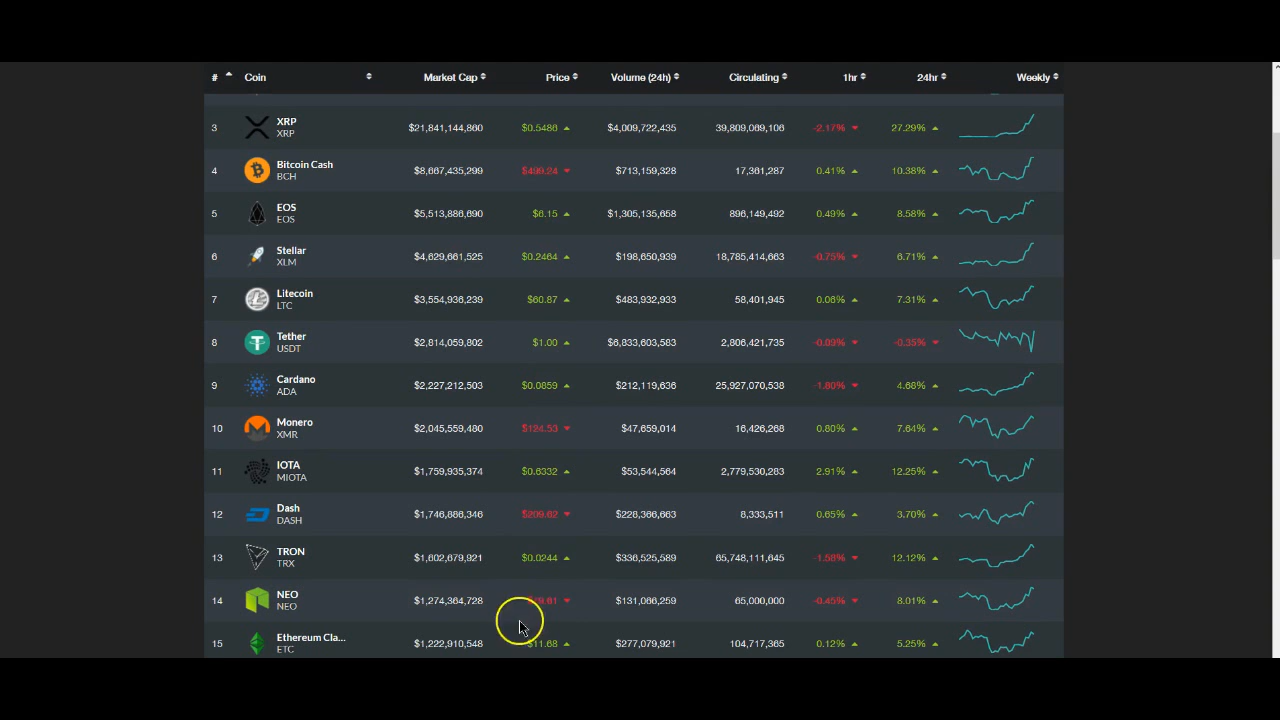 # Coin Market Cap Price Volume (24h) Circulating 1hr 24hr Weekly
3 XRP $21,841,144,860 $0.5486 $4,009,722,435 39,809,069,106 -2.17% 27.29%
XRP
4 Bitcoin Cash $8,667,435,299 $499.24 $713,159,328 17,361,287 0.41% 10.38%
BCH
5 EOS $5,513,886,690 $6.15 $1,305,135,658 896,149,492 0.49% 8.58%
EOS
6 Stellar $4,629,661,525 $0.2464 $198,650,939 18,785,414,663 -0.75% 6.71%
XLM
7 Litecoin $3,554,936,239 $60.87 $483,932,933 58,401,945 0.06% 7.31%
LTC
8 Tether $2,814,059,802 $1.00 $6,833,603,583 2,806,421,735 -0.09% -0.35%
USDT
9 Cardano $2,227,212,503 $0.0859 $212,119,636 25,927,070,538 -1.80% 4.68%
ADA
10 Monero $2,045,559,480 $124.53 $47,659,014 16,426,268 0.80% 7.64%
XMR
11 IOTA $1,759,935,374 $0.6332 $53,544,564 2,779,530,283 2.91% 12.25%
MIOTA
12 Dash $1,746,886,346 $209.62 $228,366,663 8,333,511 0.65% 3.70%
DASH
13 TRON $1,602,679,921 $0.0244 $336,525,589 65,748,111,645 -1.58% 12.12%
TRX
14 NEO $1,274,364,728 $131,066,259 65,000,000 -0.45% 8.01%
NEO
15 Ethereum Cla... $1,222,910,548 $11.68 $277,079,921 104,717,365 0.12% 5.25%
ETC